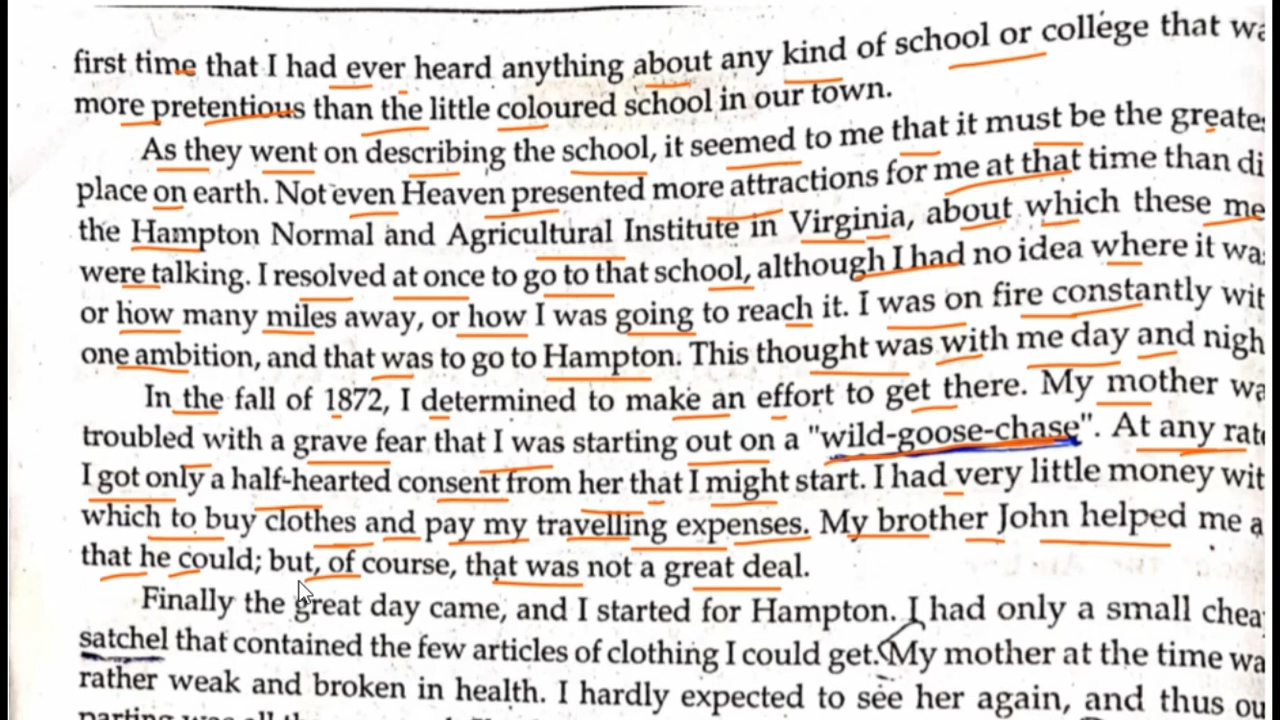 first time that I had ever heard anything about any kind of school or college that wa
more pretentious than the little coloured school in our town.
As they went on describing the school, it seemed to me that it must be the greate
place on earth. Not even Heaven presented more attractions for me at that time than di
the Hampton Normal and Agricultural Institute in Virginia, about which these me
were talking. I resolved at once to go to that school, although I had no idea where it wa
or how many miles away, or how I was going to reach it. I was on fire constantly wit
one ambition, and that was to go to Hampton. This thought was with me day and nigh
In the fall of 1872, I determined to make an effort to get there. My mother wa
troubled with a grave fear that I was starting out on a "wild-goose-chase". At any rate
I got only a half-hearted consent from her that I might start. I had very little money wit
which to buy clothes and pay my travelling expenses. My brother John helped me a
that he could; but, of course, that was not a great deal.
Finally the great day came, and I started for Hampton. I had only a small chea
satchel that contained the few articles of clothing I could get. My mother at the time wa
rather weak and broken in health. I hardly expected to see her again, and thus ou
parting was all